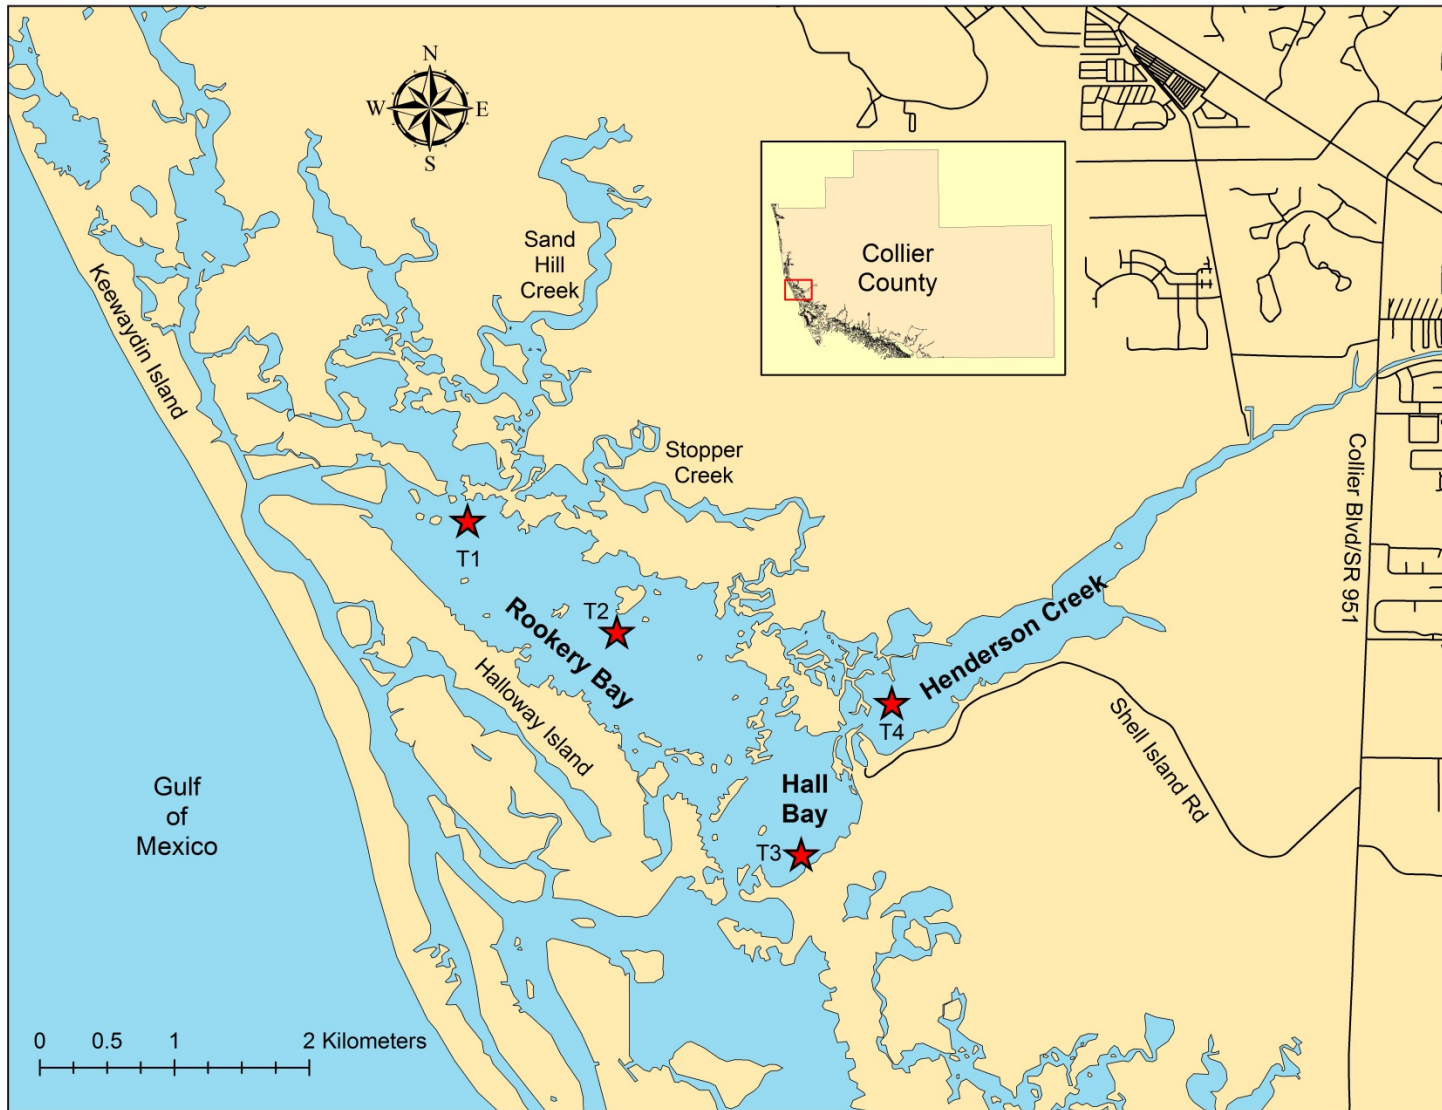 N
W
E
S
Sand
Hill
Creek
Collier
County
Keewaydin Island
Stopper
Creek
Collier Blvd/SR 951
T1
T2
Rookery Bay
Henderson Creek
Halloway Island
T4
Shell Island Rd
Hall
Bay
T3
Gulf
of
Mexico
0 0.5 1 2 Kilometers